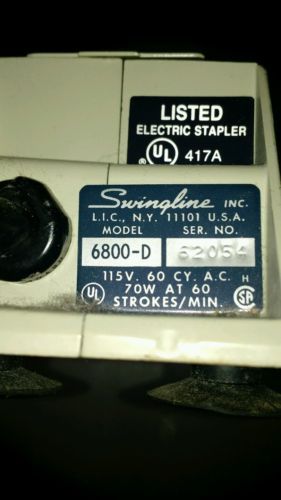 LISTED
ELECTRIC STAPLER
® UL 417A
Swingline INC.
L.I.C., N.Y. 11101 U.S.A.
MODEL SER. NO.
6800-D 62054
115V. 60 CY. A.C. H
70W AT 60
UL STROKES/MIN. SA